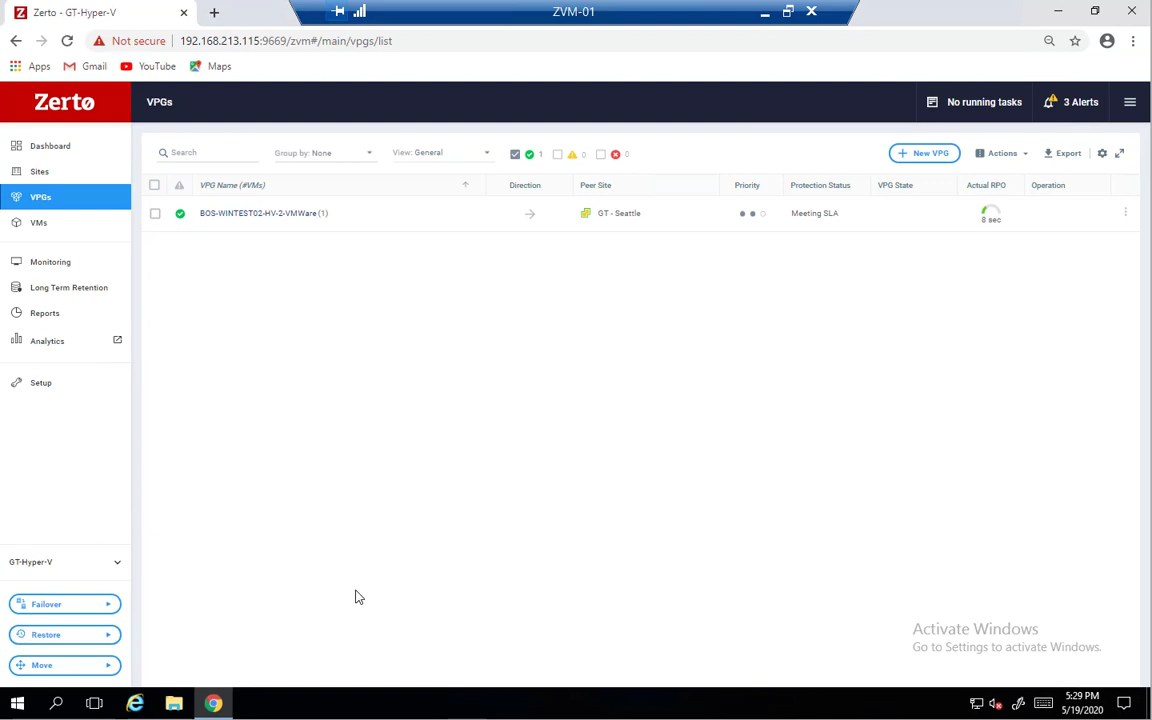 Zerto - GT-Hyper-V
ZVM-01
Not secure
192.168.213.115:9669/zvm#/main/vpgs/list
Apps
Gmail
YouTube
Maps
Zerto
VPGs
No running tasks
3 Alerts
Dashboard
Sites
VPGs
VMs
Monitoring
Long Term Retention
Reports
Analytics
Setup
GT-Hyper-V
Failover
Restore
Move
Search
Group by: None
View: General
1
0
0
New VPG
Actions
Export
VPG Name (#VMs)
Direction
Peer Site
Priority
Protection Status
VPG State
Actual RPO
Operation
BOS-WINTEST02-HV-2-VMWare (1)
GT - Seattle
Meeting SLA
8 sec
Activate Windows
Go to Settings to activate Windows.
5:29 PM
5/19/2020